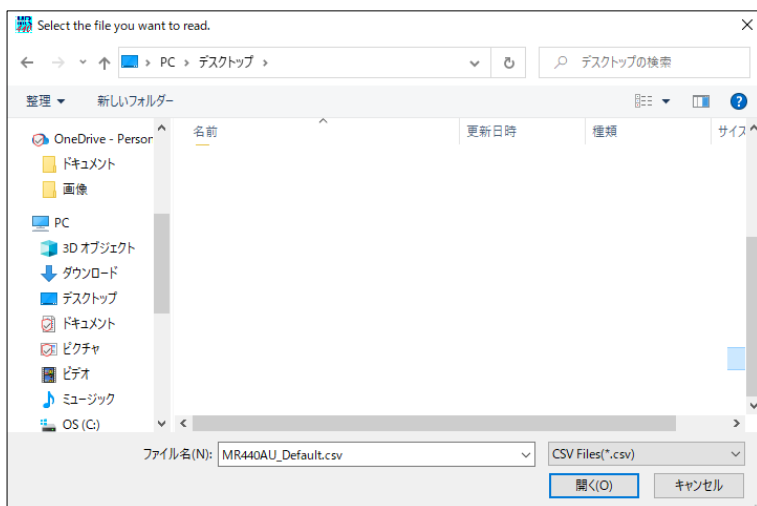 MR 440 Select the file you want to read.
PC › デスクトップ ›
デスクトップの検索
整理
新しいフォルダー
名前
更新日時
種類
サイズ
OneDrive - Person
ドキュメント
画像
PC
3D オブジェクト
ダウンロード
デスクトップ
ドキュメント
ピクチャ
ビデオ
ミュージック
OS (C:)
ファイル名(N): MR440AU_Default.csv
CSV Files(*.csv)
開く(O)
キャンセル